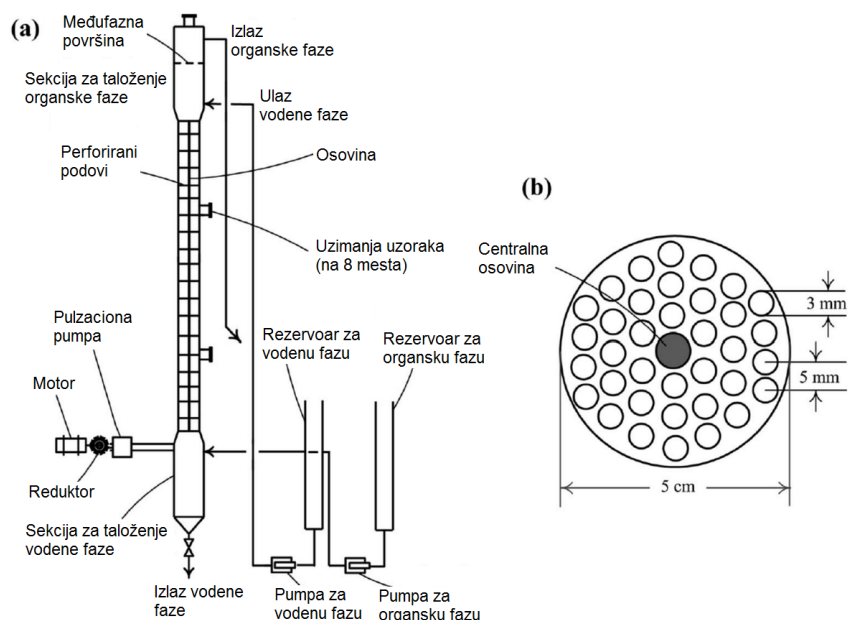 (a)
Međufazna
površina
Izlaz
organske faze
Sekcija za taloženje
organske faze
Ulaz
vodene faze
Perforirani
podovi
Osovina
Uzimanja uzoraka
(na 8 mesta)
Pulzaciona
pumpa
Rezervoar za
vodenu fazu
Rezervoar za
organsku fazu
Motor
Reduktor
Sekcija za taloženje
vodene faze
Izlaz vodene
faze
Pumpa za
vodenu fazu
Pumpa za
organsku fazu
(b)
Centralna
osovina
3 mm
5 mm
5 cm